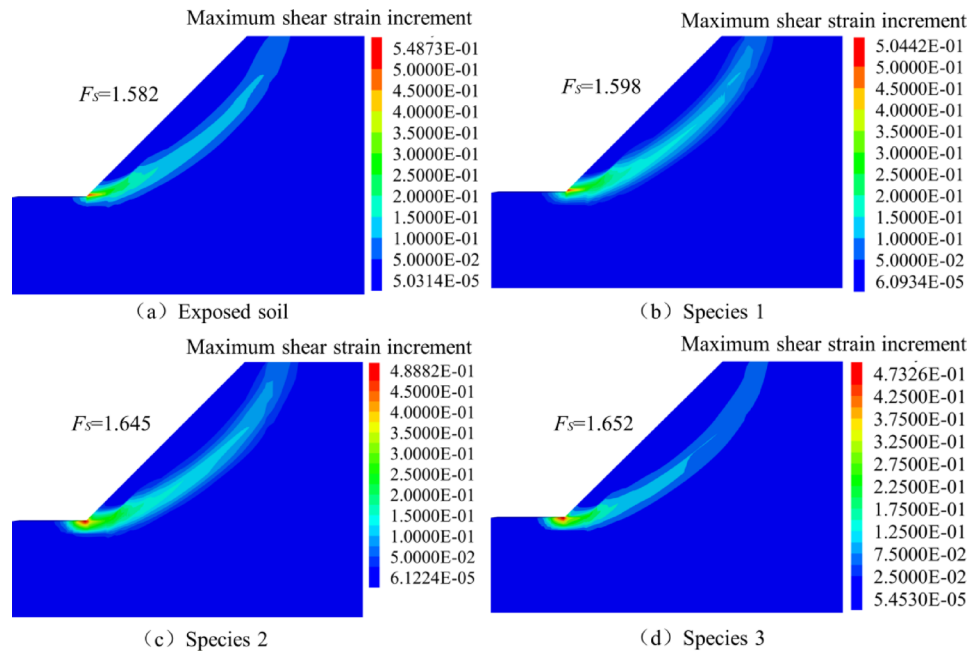 Maximum shear strain increment
Fs=1.582
5.4873E-01
5.0000E-01
4.5000E-01
4.0000E-01
3.5000E-01
3.0000E-01
2.5000E-01
2.0000E-01
1.5000E-01
1.0000E-01
5.0000E-02
5.0314E-05
（a）Exposed soil
Maximum shear strain increment
Fs=1.598
5.0442E-01
5.0000E-01
4.5000E-01
4.0000E-01
3.5000E-01
3.0000E-01
2.5000E-01
2.0000E-01
1.5000E-01
1.0000E-01
5.0000E-02
6.0934E-05
（b）Species 1
Maximum shear strain increment
Fs=1.645
4.8882E-01
4.5000E-01
4.0000E-01
3.5000E-01
3.0000E-01
2.5000E-01
2.0000E-01
1.5000E-01
1.0000E-01
5.0000E-02
6.1224E-05
（c）Species 2
Maximum shear strain increment
Fs=1.652
4.7326E-01
4.2500E-01
3.7500E-01
3.2500E-01
2.7500E-01
2.2500E-01
1.7500E-01
1.2500E-01
7.5000E-02
2.5000E-02
5.4530E-05
（d）Species 3